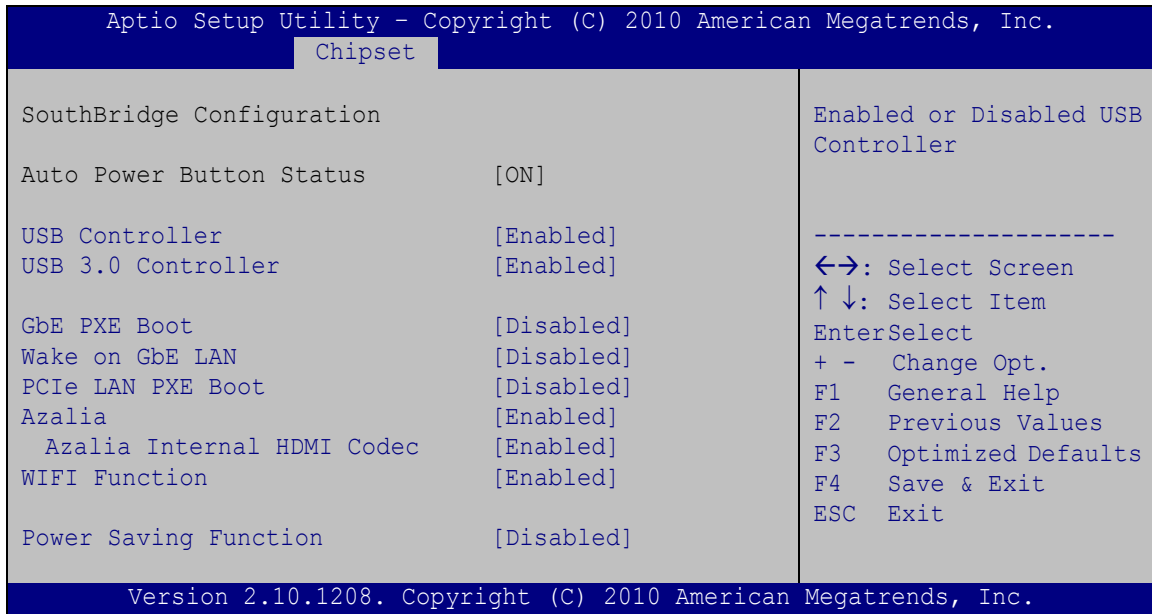 Aptio Setup Utility – Copyright (C) 2010 American Megatrends, Inc.
Chipset
SouthBridge Configuration
Auto Power Button Status [ON]
USB Controller [Enabled]
USB 3.0 Controller [Enabled]
GbE PXE Boot [Disabled]
Wake on GbE LAN [Disabled]
PCIe LAN PXE Boot [Disabled]
Azalia [Enabled]
Azalia Internal HDMI Codec [Enabled]
WIFI Function [Enabled]
Power Saving Function [Disabled]
Enabled or Disabled USB
Controller
---------------------
←→: Select Screen
↑ ↓: Select Item
EnterSelect
+ - Change Opt.
F1 General Help
F2 Previous Values
F3 Optimized Defaults
F4 Save & Exit
ESC Exit
Version 2.10.1208. Copyright (C) 2010 American Megatrends, Inc.